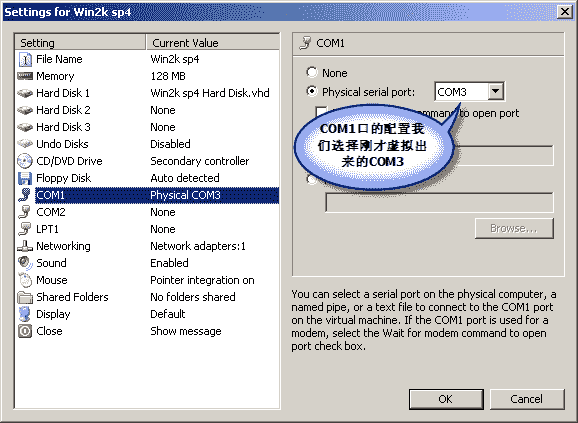 Settings for Win2k sp4
Setting Current Value
File Name Win2k sp4
Memory 128 MB
Hard Disk 1 Win2k sp4 Hard Disk.vhd
Hard Disk 2 None
Hard Disk 3 None
Undo Disks Disabled
CD/DVD Drive Secondary controller
Floppy Disk Auto detected
COM1 Physical COM3
COM2 None
LPT1 None
Networking Network adapters:1
Sound Enabled
Mouse Pointer integration on
Shared Folders No folders shared
Display Default
Close Show message
COM1
None
Physical serial port: COM3
command to open port
COM1口的配置我
们选择刚才虚拟出
来的COM3
Browse...
You can select a serial port on the physical computer, a
named pipe, or a text file to connect to the COM1 port
on the virtual machine. If the COM1 port is used for a
modem, select the Wait for modem command to open
port check box.
OK Cancel